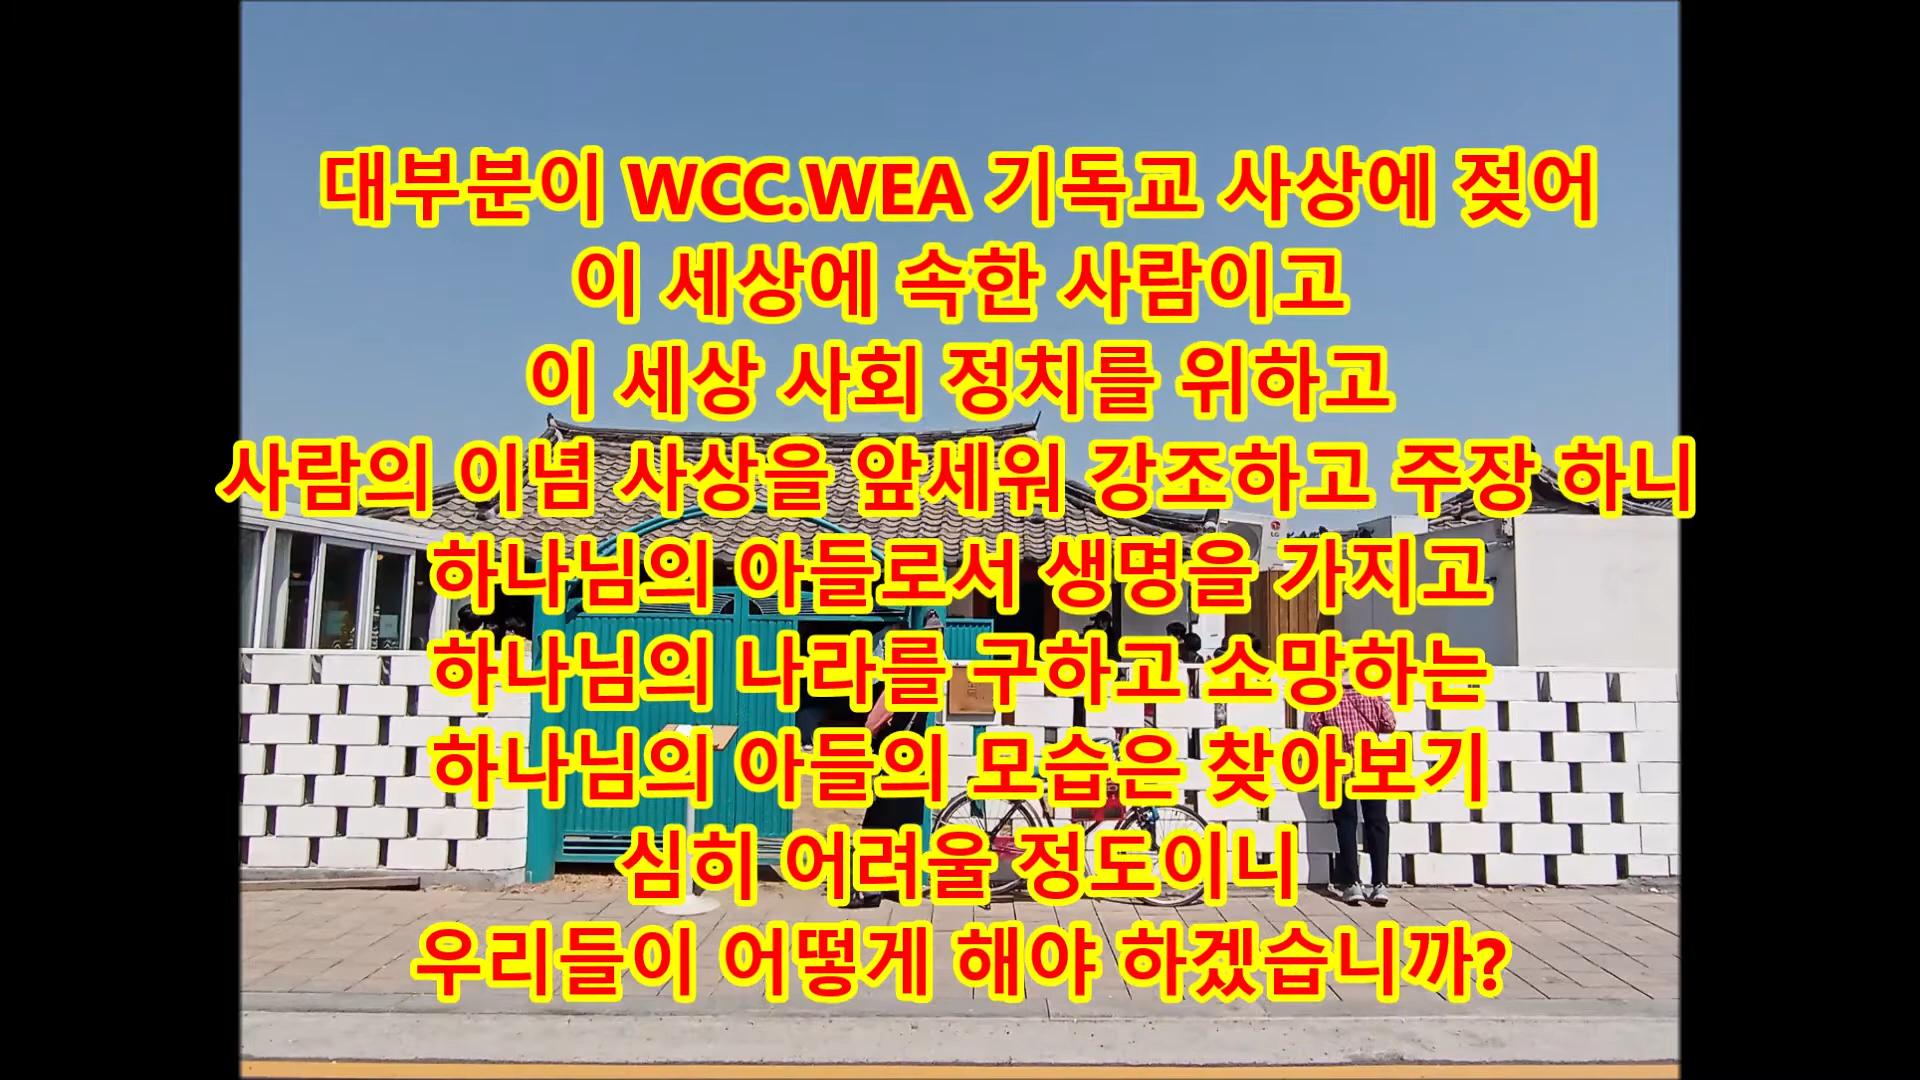 대부분이 WCC.WEA 기독교 사상에 젖어
이 세상에 속한 사람이고
이 세상 사회 정치를 위하고
사람의 이념 사상을 앞세워 강조하고 주장 하니
하나님의 아들로서 생명을 가지고
하나님의 나라를 구하고 소망하는
하나님의 아들의 모습은 찾아보기
심히 어려울 정도이니
우리들이 어떻게 해야 하겠습니까?
LG